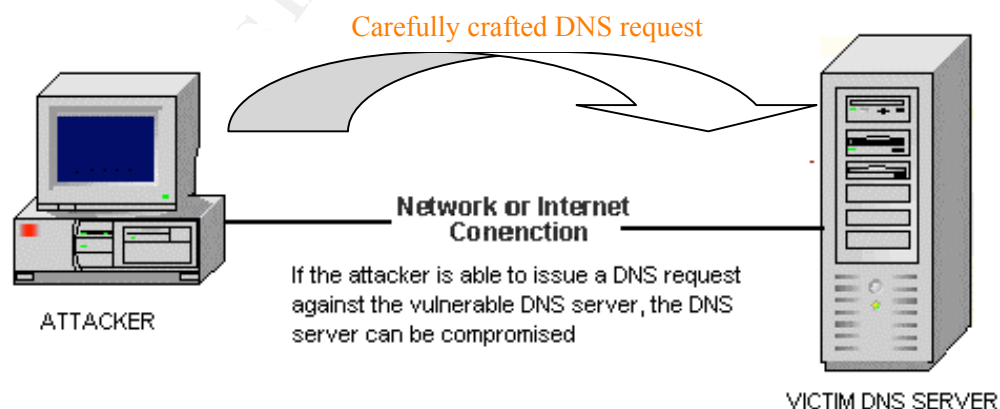 Carefully crafted DNS request
Network or Internet
Conenction
If the attacker is able to issue a DNS request
against the vulnerable DNS server, the DNS
server can be compromised
ATTACKER
VICTIM DNS SERVER